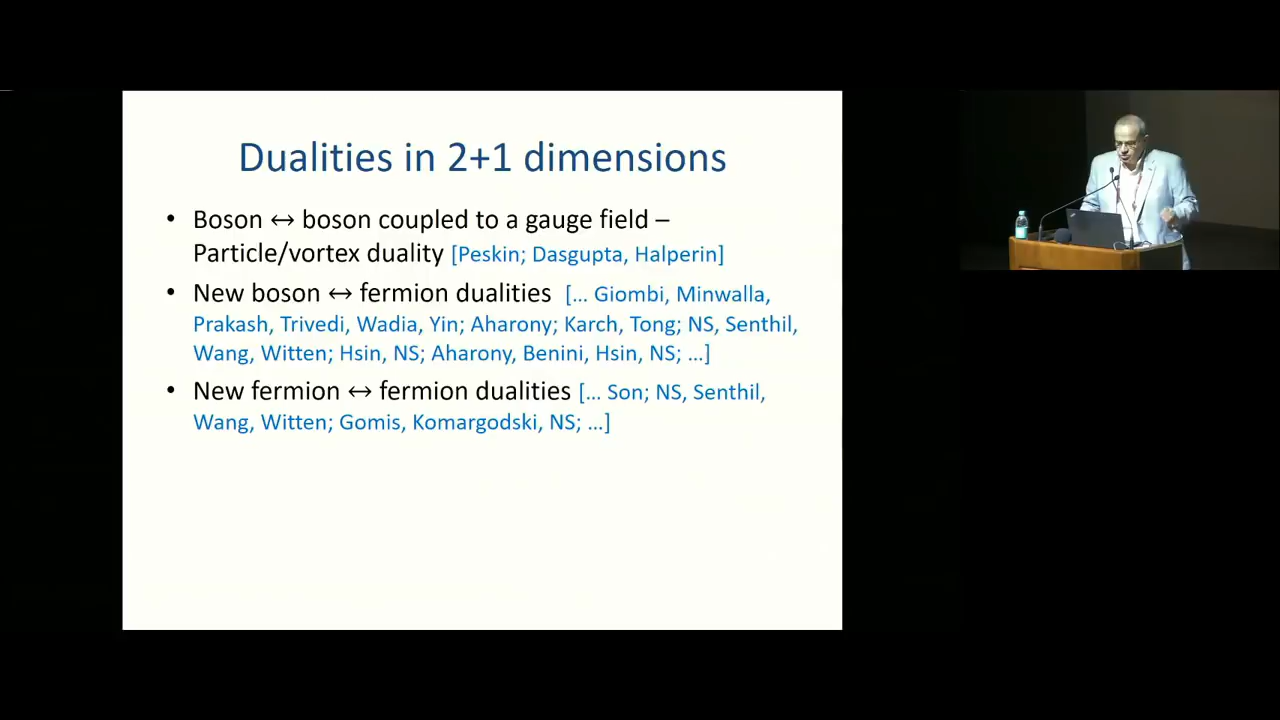 Dualities in 2+1 dimensions
• Boson ↔ boson coupled to a gauge field –
Particle/vortex duality [Peskin; Dasgupta, Halperin]
• New boson ↔ fermion dualities [... Giombi, Minwalla,
Prakash, Trivedi, Wadia, Yin; Aharony; Karch, Tong; NS, Senthil,
Wang, Witten; Hsin, NS; Aharony, Benini, Hsin, NS; ...]
• New fermion ↔ fermion dualities [... Son; NS, Senthil,
Wang, Witten; Gomis, Komargodski, NS; ...]